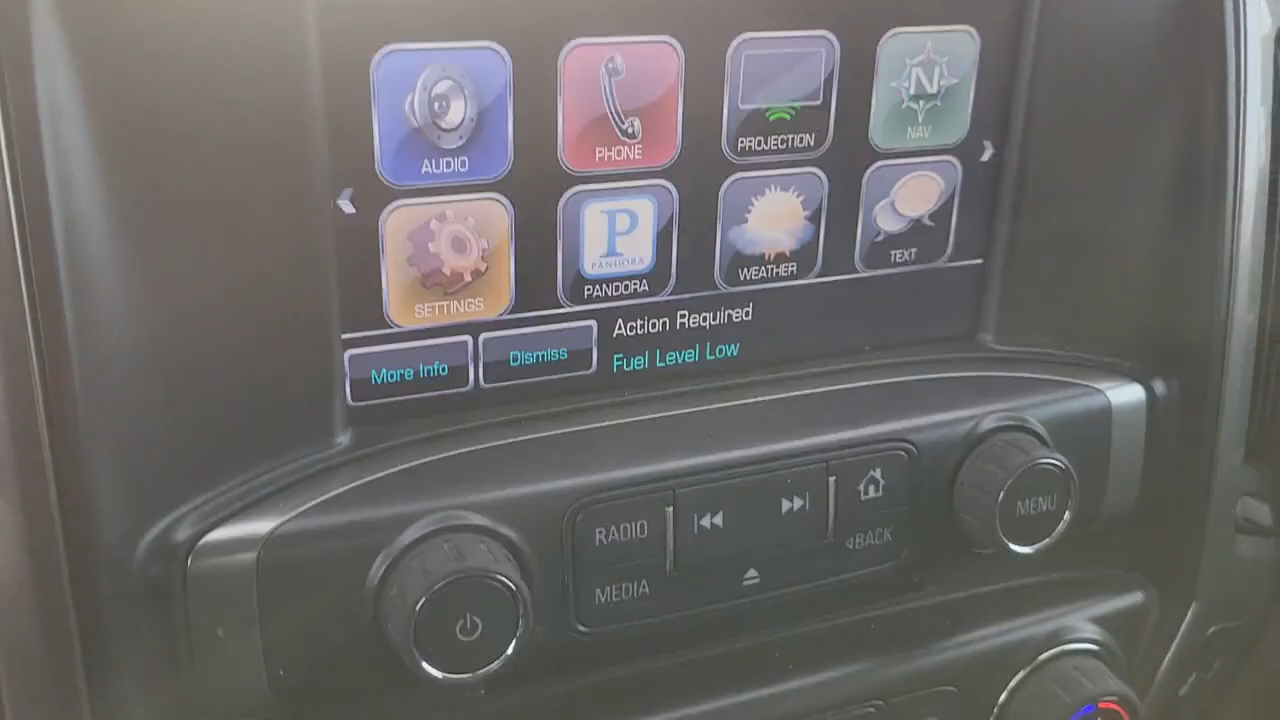 AUDIO
PHONE
PROJECTION
N
NAV
SETTINGS
P
PANDORA
PANDORA
WEATHER
TEXT
More Info
Dismiss
Action Required
Fuel Level Low
RADIO
MEDIA
BACK
MENU